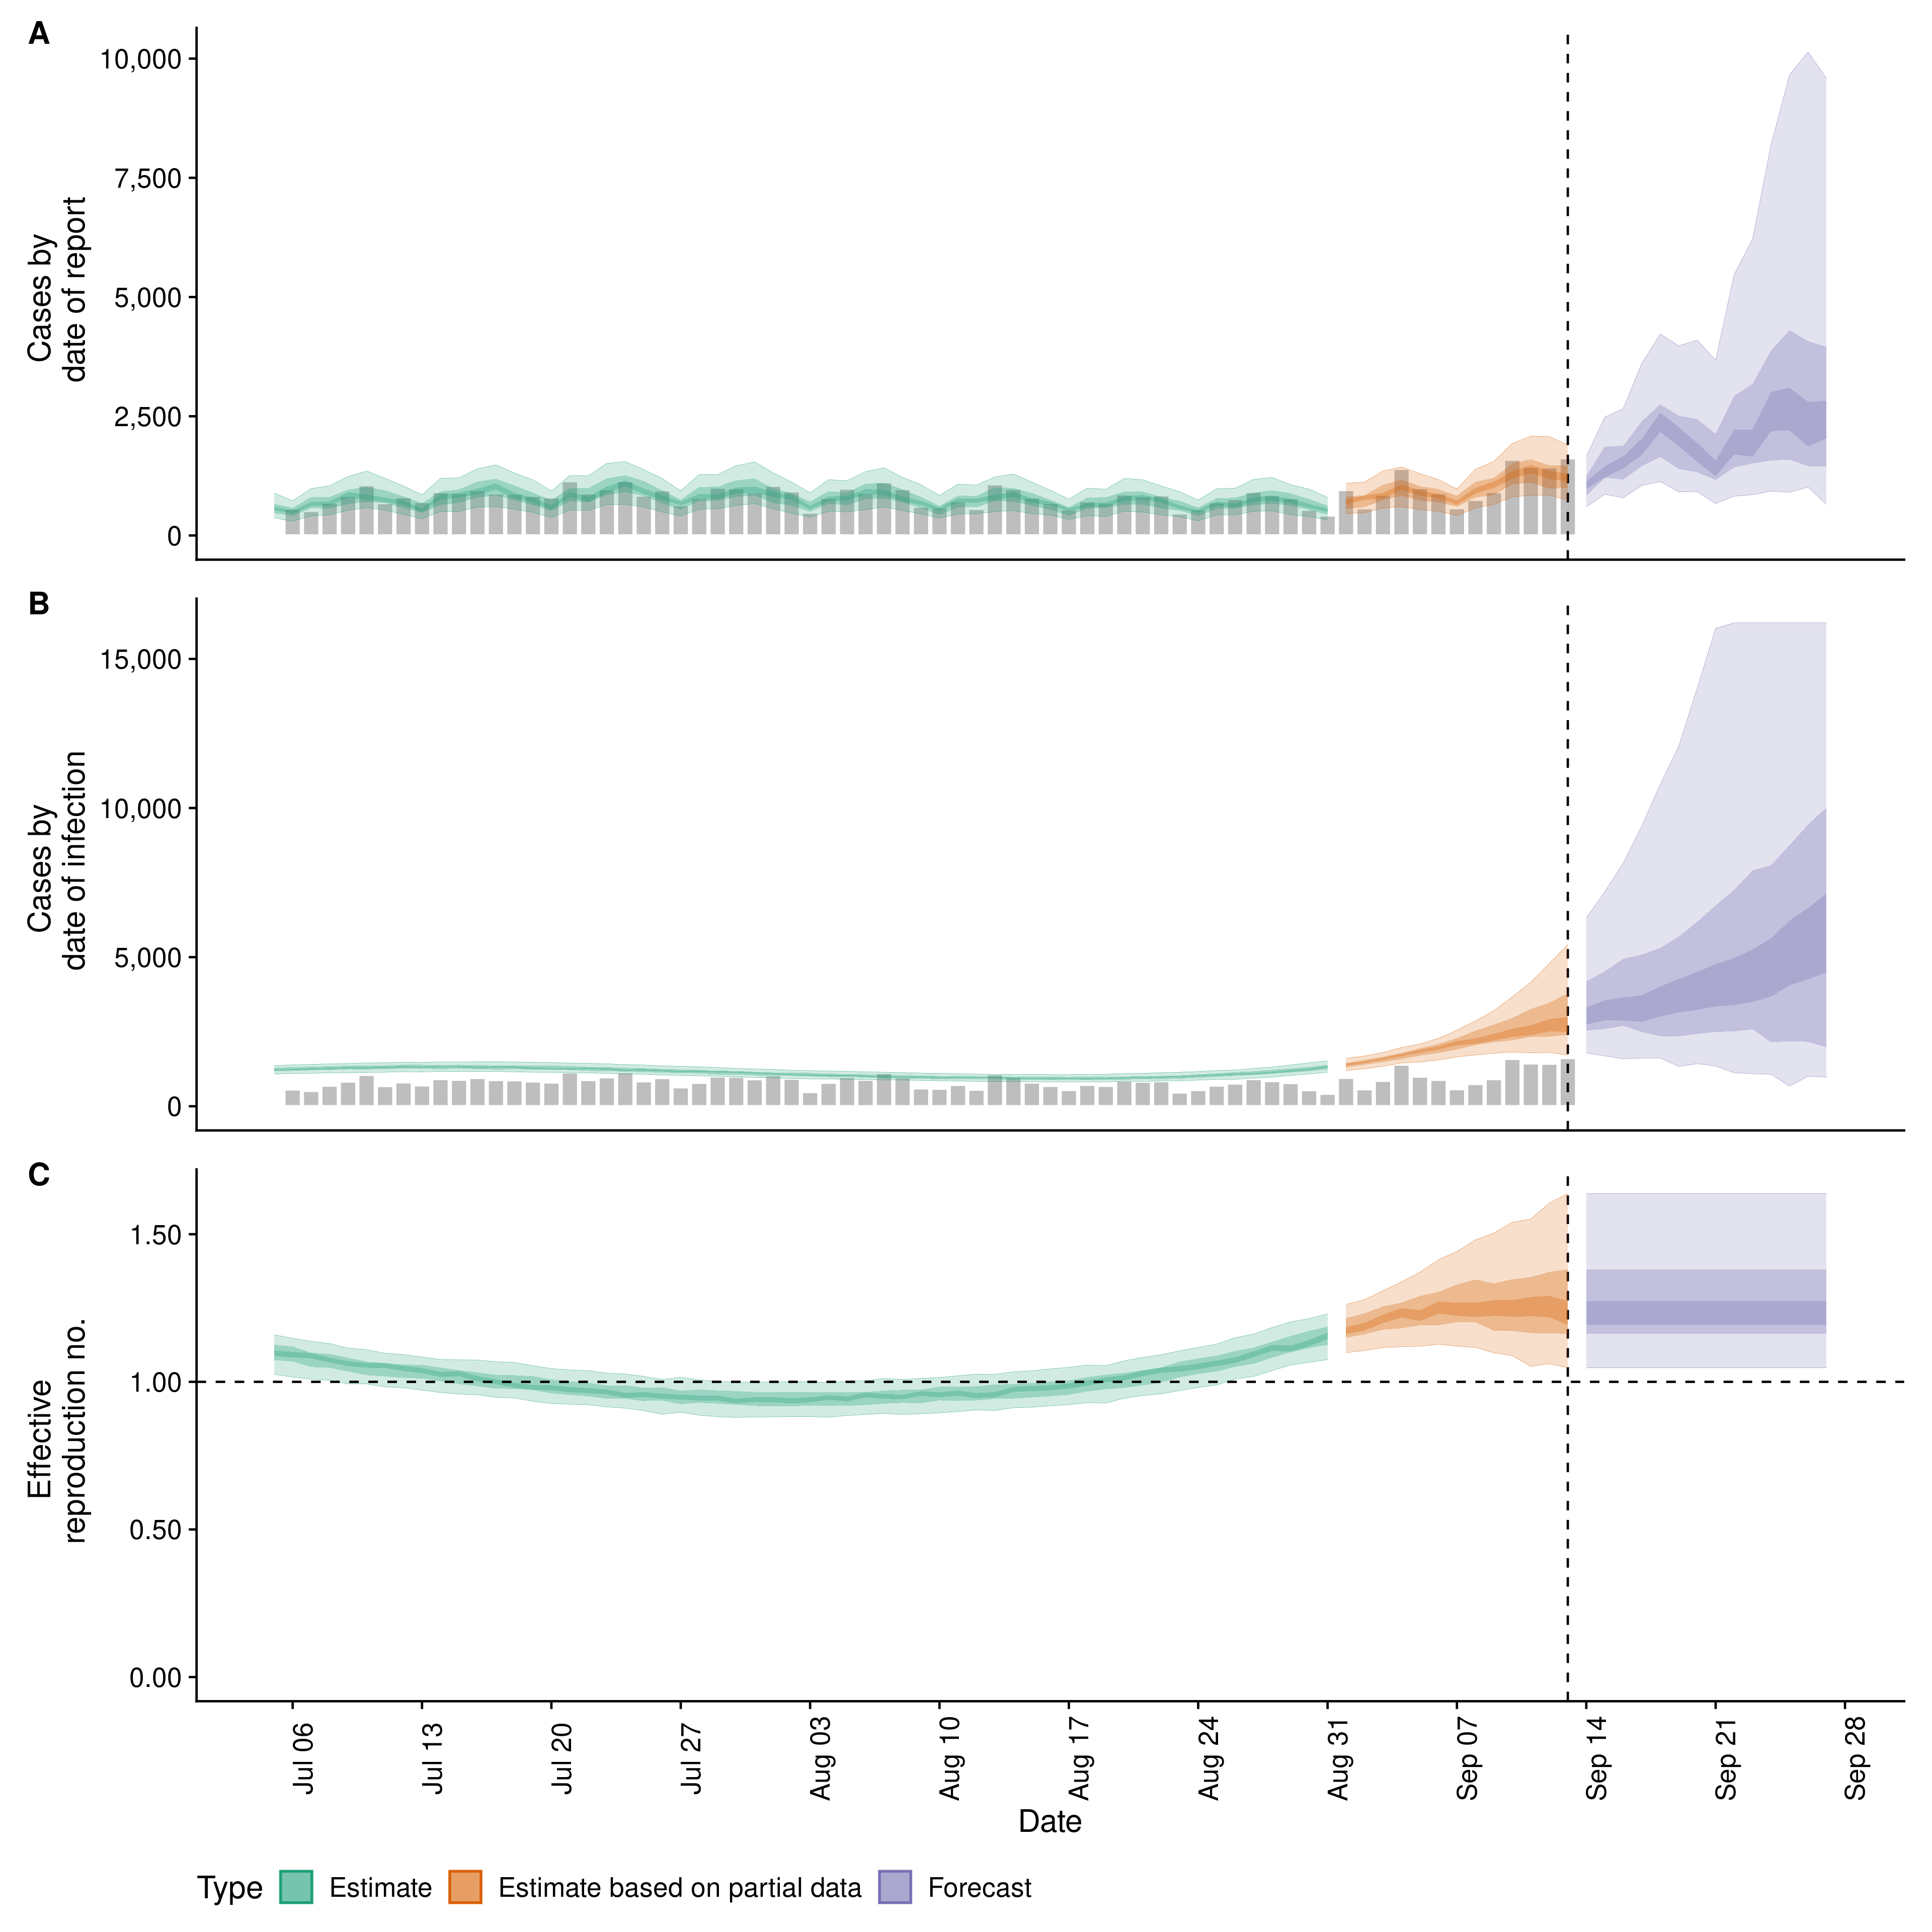 A
10,000
7,500
5,000
2,500
0
Cases by
date of report
B
15,000
10,000
5,000
0
Cases by
date of infection
C
1.50
1.00
0.50
0.00
Effective
reproduction no.
Jul 06
Jul 13
Jul 20
Jul 27
Aug 03
Aug 10
Aug 17
Aug 24
Aug 31
Sep 07
Sep 14
Sep 21
Sep 28
Date
Type Estimate Estimate based on partial data Forecast